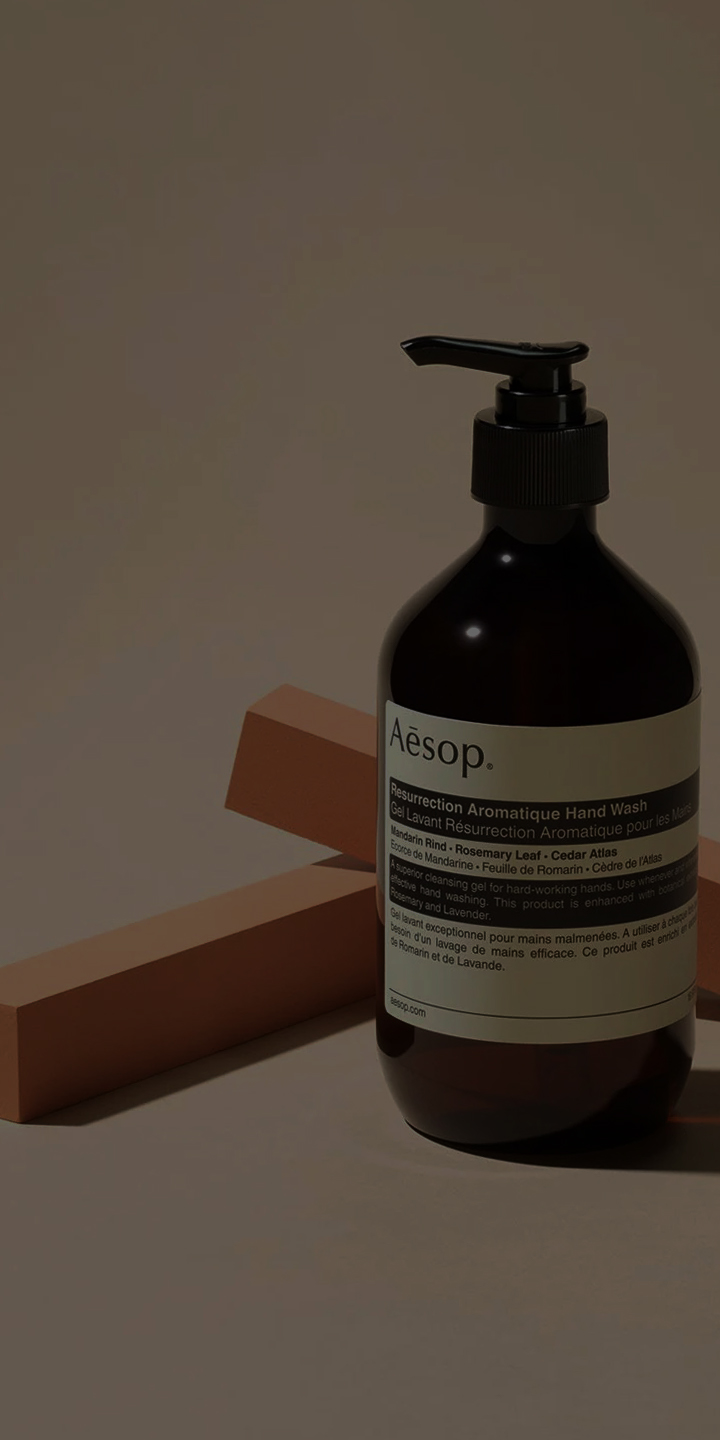 Aēsop®
Resurrection Aromatique Hand Wash
Gel Lavant Résurrection Aromatique pour les Mains
Mandarin Rind • Rosemary Leaf • Cedar Atlas
Écorce de Mandarine • Feuille de Romarin • Cèdre de l'Atlas
A superior cleansing gel for hard-working hands. Use whenever
effective hand washing. This product is enhanced with botanical
Rosemary and Lavender.
Gel lavant exceptionnel pour mains malmenées. A utiliser à chaque
besoin d'un lavage de mains efficace. Ce produit est enrichi
de Romarin et de Lavande.
aesop.com